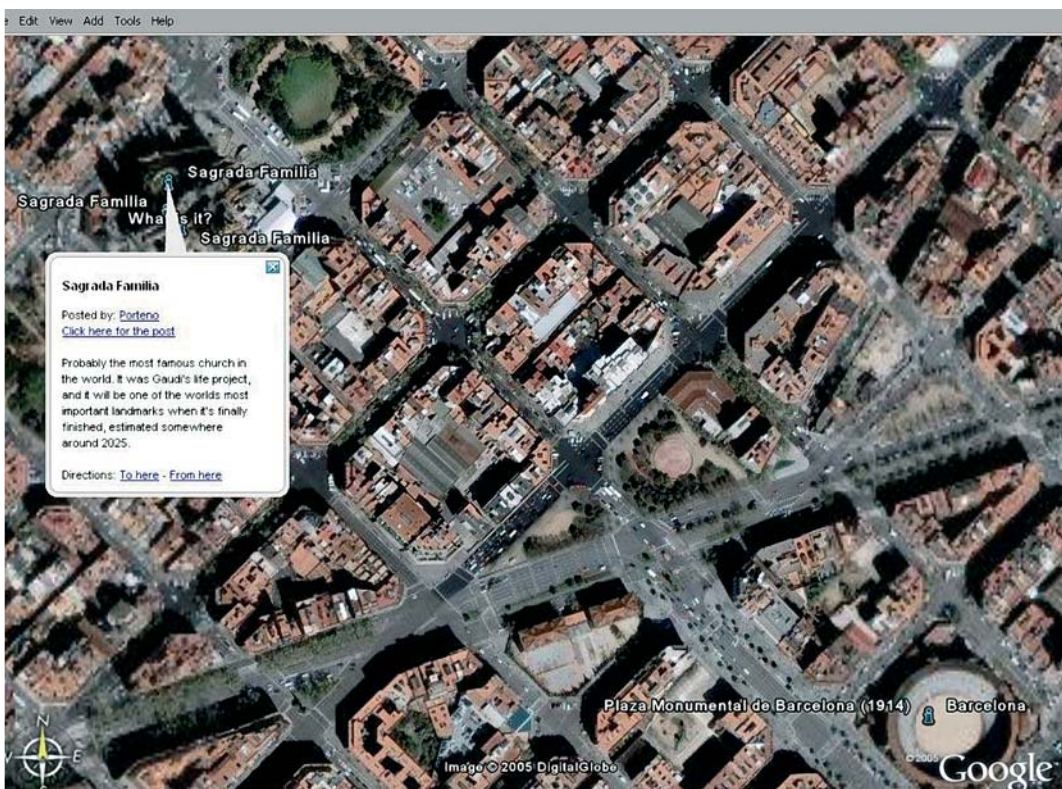 Edit View Add Tools Help
Sagrada Familia
Sagrada Familia
What is it?
Sagrada Familia
Sagrada Familia
Posted by: Porteno
Click here for the post
Probably the most famous church in
the world. It was Gaudi's life project,
and it will be one of the worlds most
important landmarks when it's finally
finished, estimated somewhere
around 2025.
Directions: To here - From here
Plaza Monumental de Barcelona (1914)
Barcelona
N
E
Image © 2005 DigitalGlobe
© 2005 Google